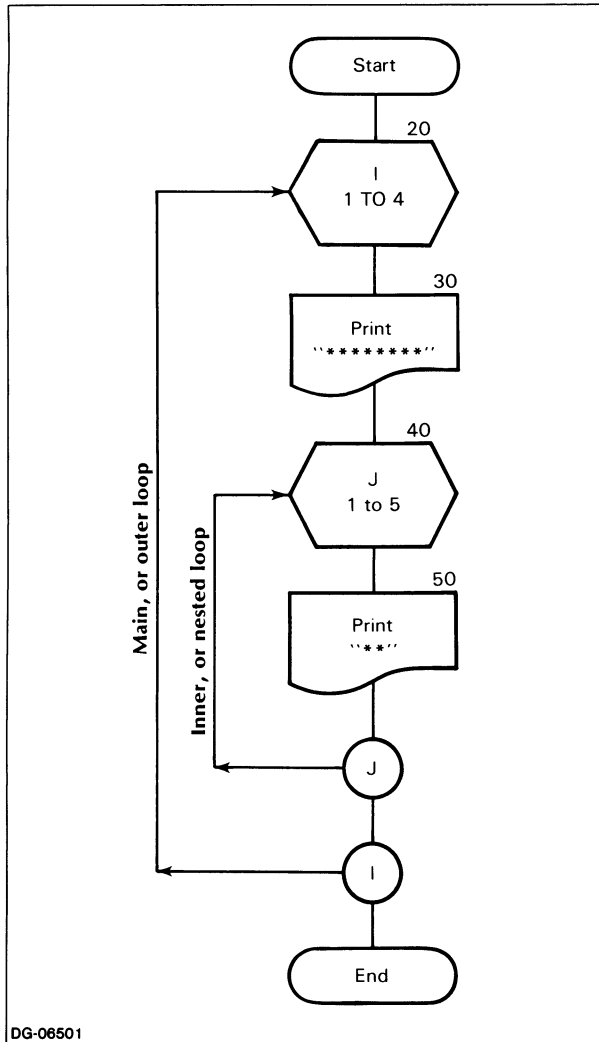 Start
20
I
1 TO 4
30
Print
``********''
40
J
1 to 5
50
Print
``**''
J
I
End
Main, or outer loop
Inner, or nested loop
DG-06501